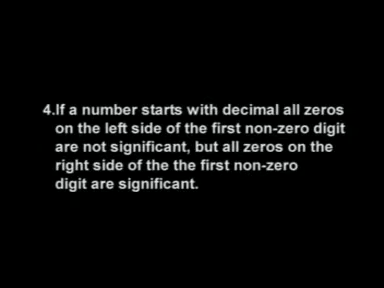 4.If a number starts with decimal all zeros
on the left side of the first non-zero digit
are not significant, but all zeros on the
right side of the the first non-zero
digit are significant.